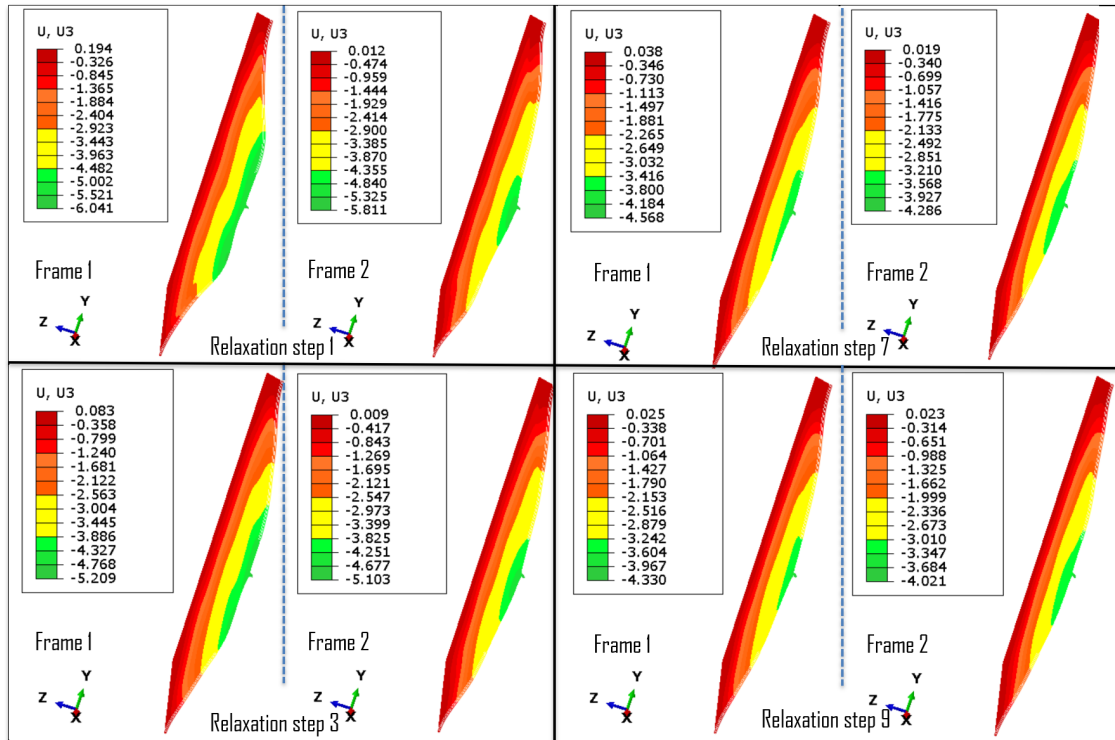 U, U3
0.194
-0.326
-0.845
-1.365
-1.884
-2.404
-2.923
-3.443
-3.963
-4.482
-5.002
-5.521
-6.041
Frame 1
Y
Z
X
U, U3
0.012
-0.474
-0.959
-1.444
-1.929
-2.414
-2.900
-3.385
-3.870
-4.355
-4.840
-5.325
-5.811
Frame 2
Y
Z
X
Relaxation step 1
U, U3
0.038
-0.346
-0.730
-1.113
-1.497
-1.881
-2.265
-2.649
-3.032
-3.416
-3.800
-4.184
-4.568
Frame 1
Y
Z
X
U, U3
0.019
-0.340
-0.699
-1.057
-1.416
-1.775
-2.133
-2.492
-2.851
-3.210
-3.568
-3.927
-4.286
Frame 2
Y
Z
X
Relaxation step 7
U, U3
0.083
-0.358
-0.799
-1.240
-1.681
-2.122
-2.563
-3.004
-3.445
-3.886
-4.327
-4.768
-5.209
Frame 1
Y
Z
X
U, U3
0.009
-0.417
-0.843
-1.269
-1.695
-2.121
-2.547
-2.973
-3.399
-3.825
-4.251
-4.677
-5.103
Frame 2
Y
Z
X
Relaxation step 3
U, U3
0.025
-0.338
-0.701
-1.064
-1.427
-1.790
-2.153
-2.516
-2.879
-3.242
-3.604
-3.967
-4.330
Frame 1
Y
Z
X
U, U3
0.023
-0.314
-0.651
-0.988
-1.325
-1.662
-1.999
-2.336
-2.673
-3.010
-3.347
-3.684
-4.021
Frame 2
Y
Z
X
Relaxation step 9